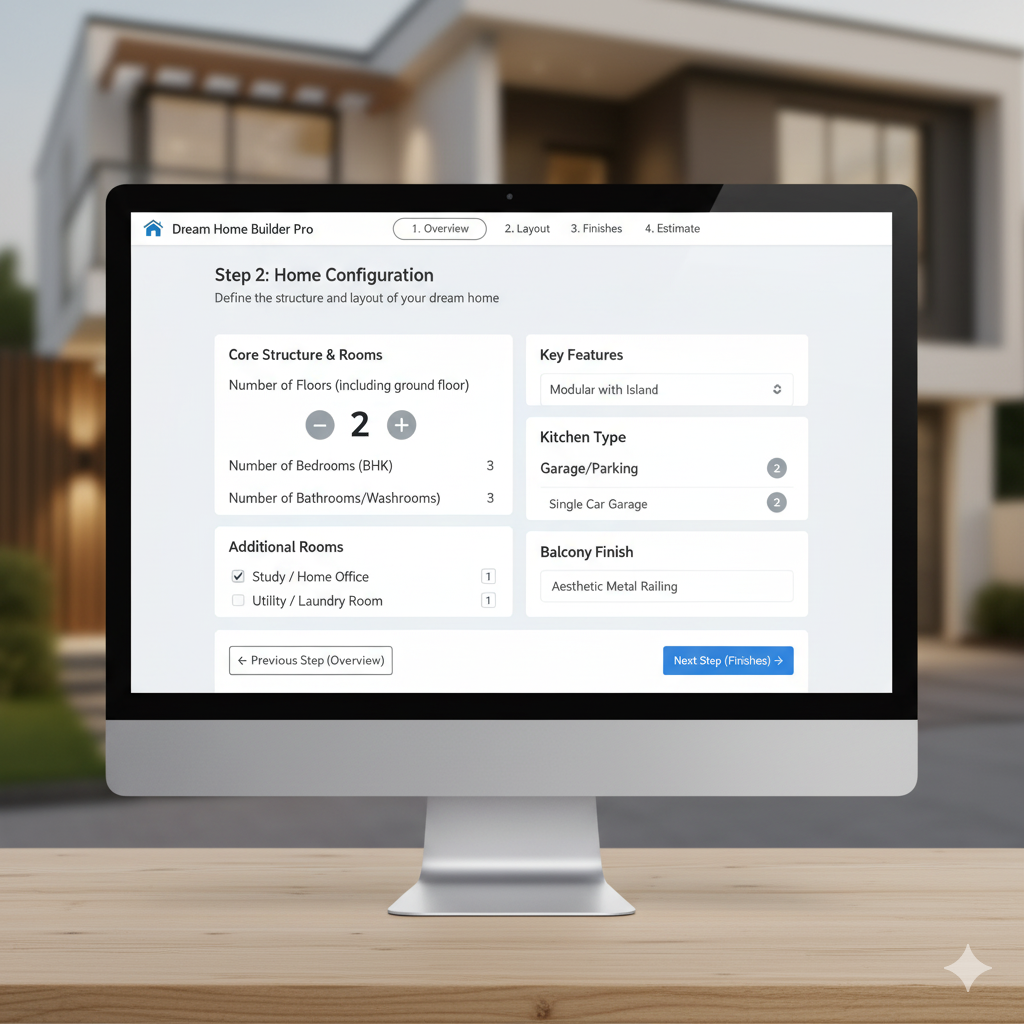 Dream Home Builder Pro
1. Overview
2. Layout
3. Finishes
4. Estimate
Step 2: Home Configuration
Define the structure and layout of your dream home
Core Structure & Rooms
Number of Floors (including ground floor)
− 2 +
Number of Bedrooms (BHK) 3
Number of Bathrooms/Washrooms) 3
Additional Rooms
Study / Home Office 1
Utility / Laundry Room 1
Key Features
Modular with Island
Kitchen Type
Garage/Parking 2
Single Car Garage 2
Balcony Finish
Aesthetic Metal Railing
← Previous Step (Overview)
Next Step (Finishes) →